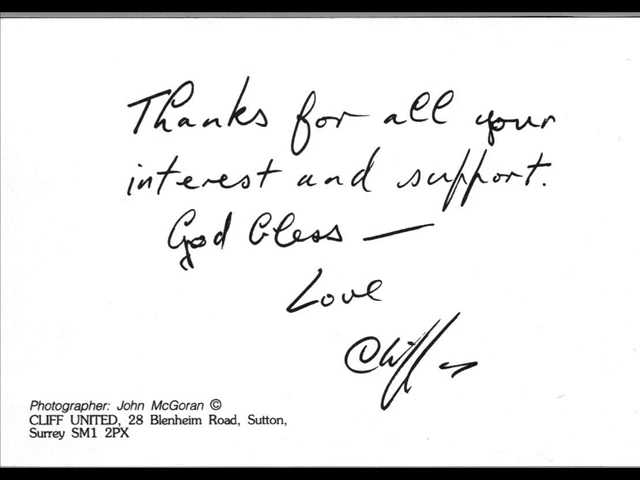 Thanks for all your
interest and support.
God bless —
Love
Cliff
Photographer: John McGoran ©
CLIFF UNITED, 28 Blenheim Road, Sutton,
Surrey SM1 2PX